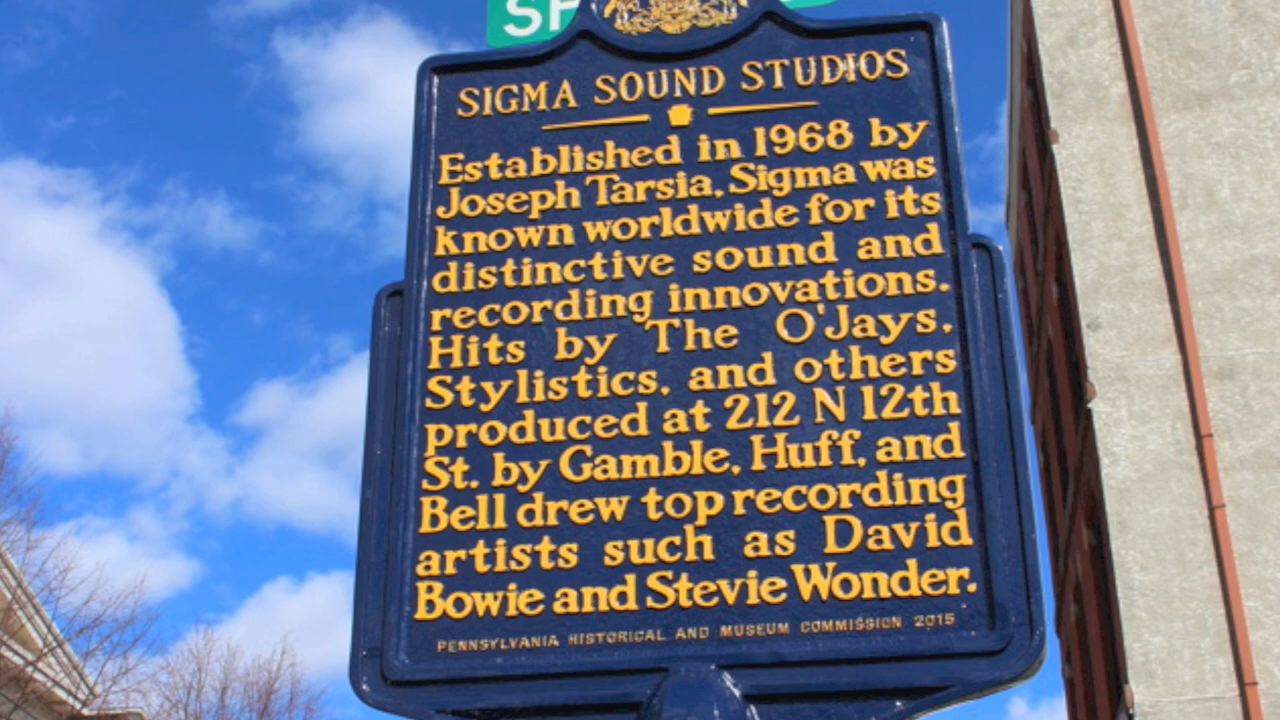 SIGMA SOUND STUDIOS
Established in 1968 by
Joseph Tarsia, Sigma was
known worldwide for its
distinctive sound and
recording innovations.
Hits by The O'Jays,
Stylistics, and others
produced at 212 N 12th
St. by Gamble, Huff, and
Bell drew top recording
artists such as David
Bowie and Stevie Wonder.
PENNSYLVANIA HISTORICAL AND MUSEUM COMMISSION 2015